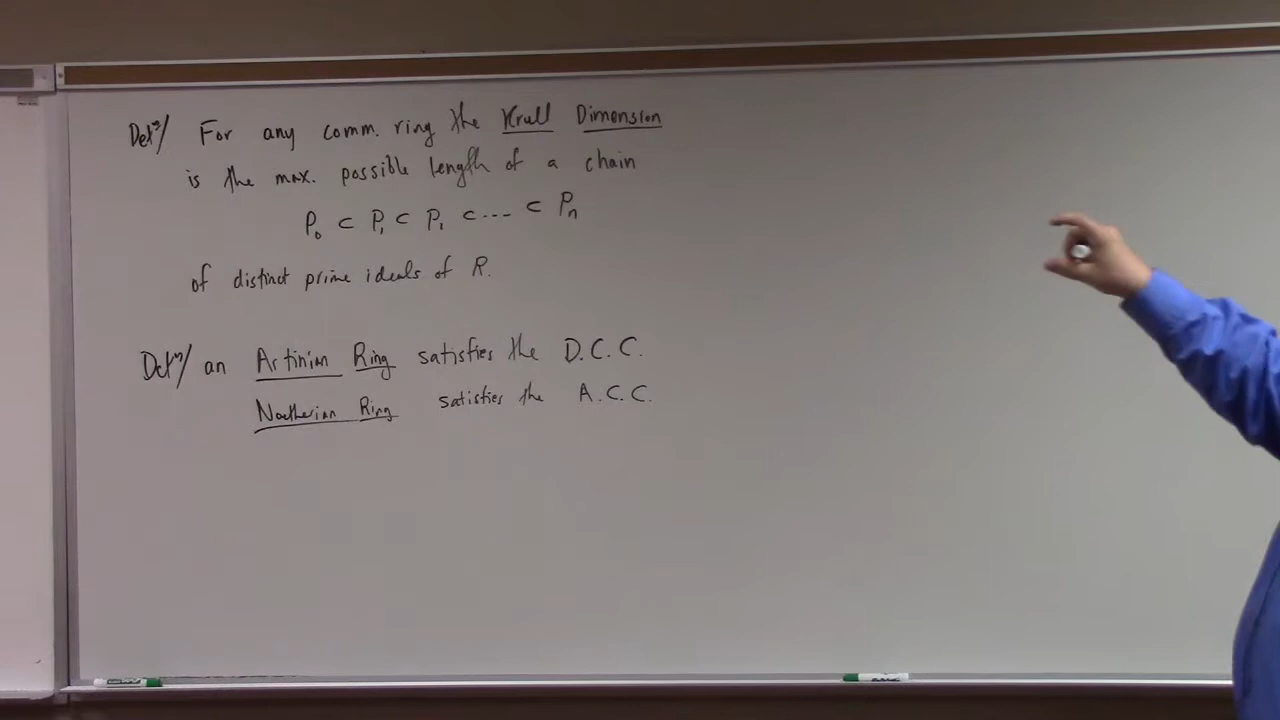 Defⁿ/ For any comm. ring the Krull Dimension
is the max. possible length of a chain
P₀ ⊂ P₁ ⊂ P₂ ⊂ ... ⊂ Pₙ
of distinct prime ideals of R.
Defⁿ/ an Artinian Ring satisfies the D.C.C.
Noetherian Ring satisfies the A.C.C.